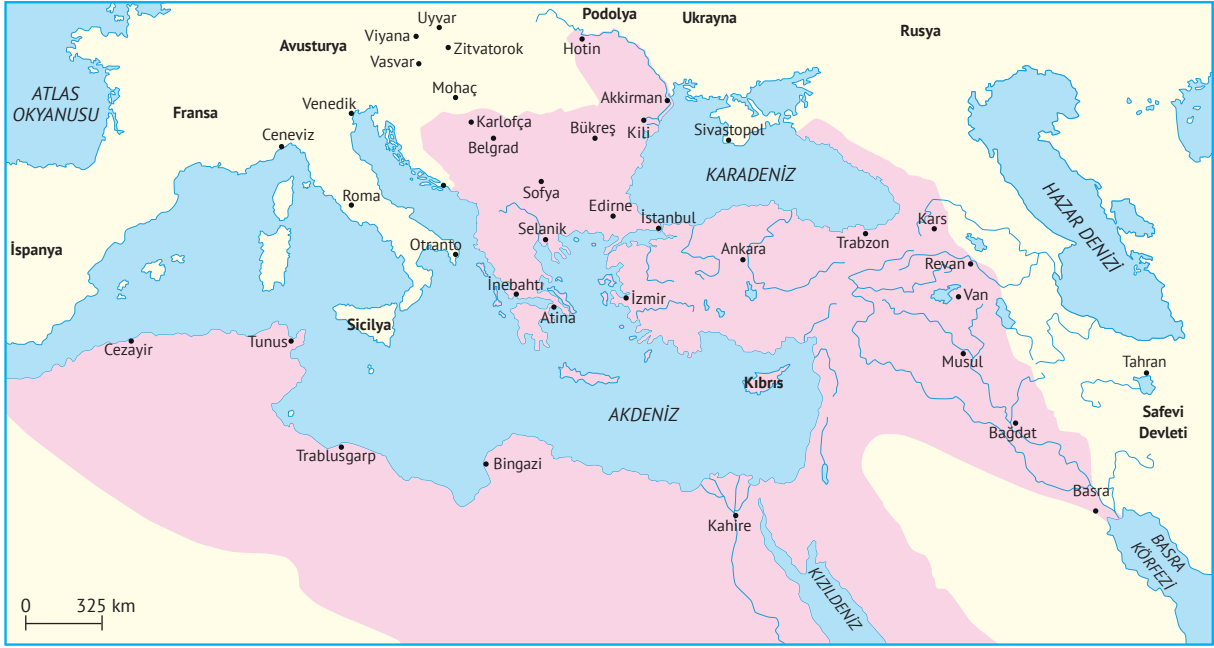 Podolya
Ukrayna
Rusya
Uyvar
Viyana
Avusturya
Zitvatorok
Hotin
Vasvar
Mohaç
ATLAS
OKYANUSU
Fransa
Venedik
Akkirman
Karlofça
Bükreş
Kili
Sivastopol
Ceneviz
Belgrad
KARADENİZ
HAZAR DENİZİ
Roma
Sofya
Edirne
İstanbul
Kars
Selanik
Trabzon
İspanya
Otranto
Ankara
Revan
İnebahtı
İzmir
Van
Atina
Sicilya
Cezayir
Tunus
Musul
Tahran
Kıbrıs
AKDENİZ
Safevi
Devleti
Bağdat
Trablusgarp
Bingazi
Basra
Kahire
BASRA
KÖRFEZİ
KIZILDENİZ
0 325 km